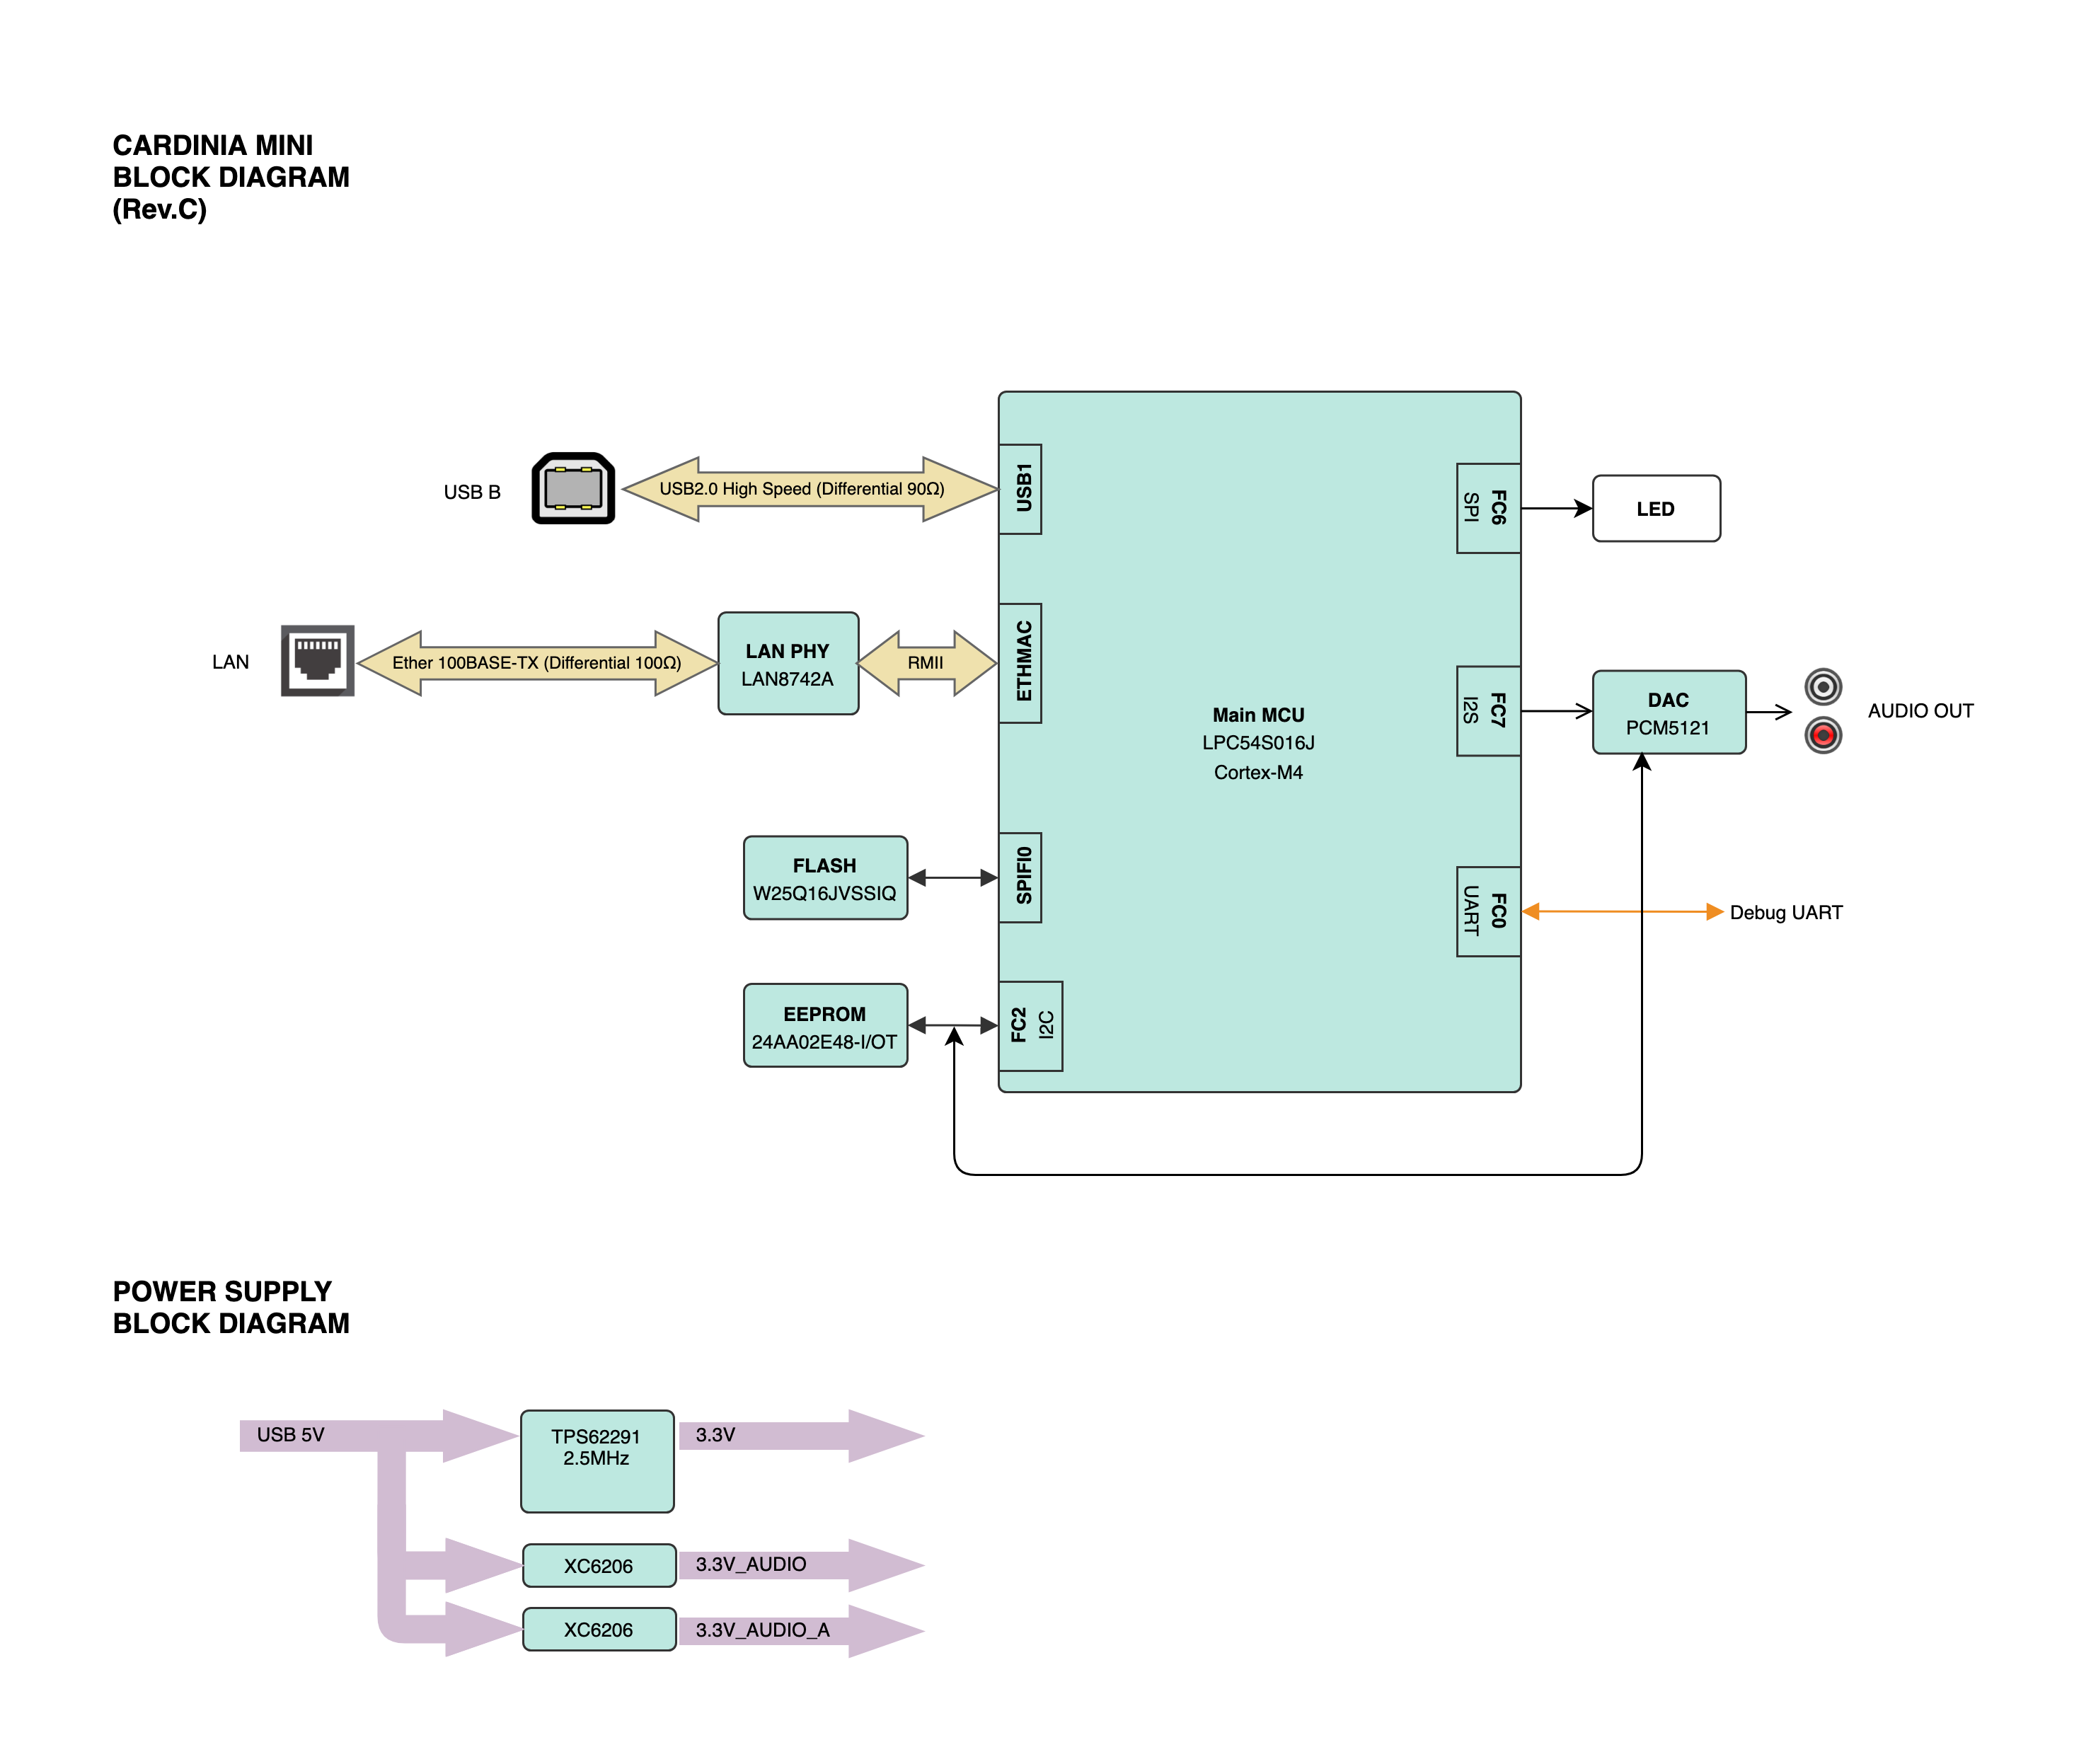 CARDINIA MINI
BLOCK DIAGRAM
(Rev.C)
USB B
USB2.0 High Speed (Differential 90Ω)
USB1
FC6
SPI
LED
LAN
Ether 100BASE-TX (Differential 100Ω)
LAN PHY
LAN8742A
RMII
ETHMAC
Main MCU
LPC54S016J
Cortex-M4
FC7
I2S
DAC
PCM5121
AUDIO OUT
FLASH
W25Q16JVSSIQ
SPIFI0
FC0
UART
Debug UART
EEPROM
24AA02E48-I/OT
FC2
I2C
POWER SUPPLY
BLOCK DIAGRAM
USB 5V
TPS62291
2.5MHz
3.3V
XC6206
3.3V_AUDIO
XC6206
3.3V_AUDIO_A